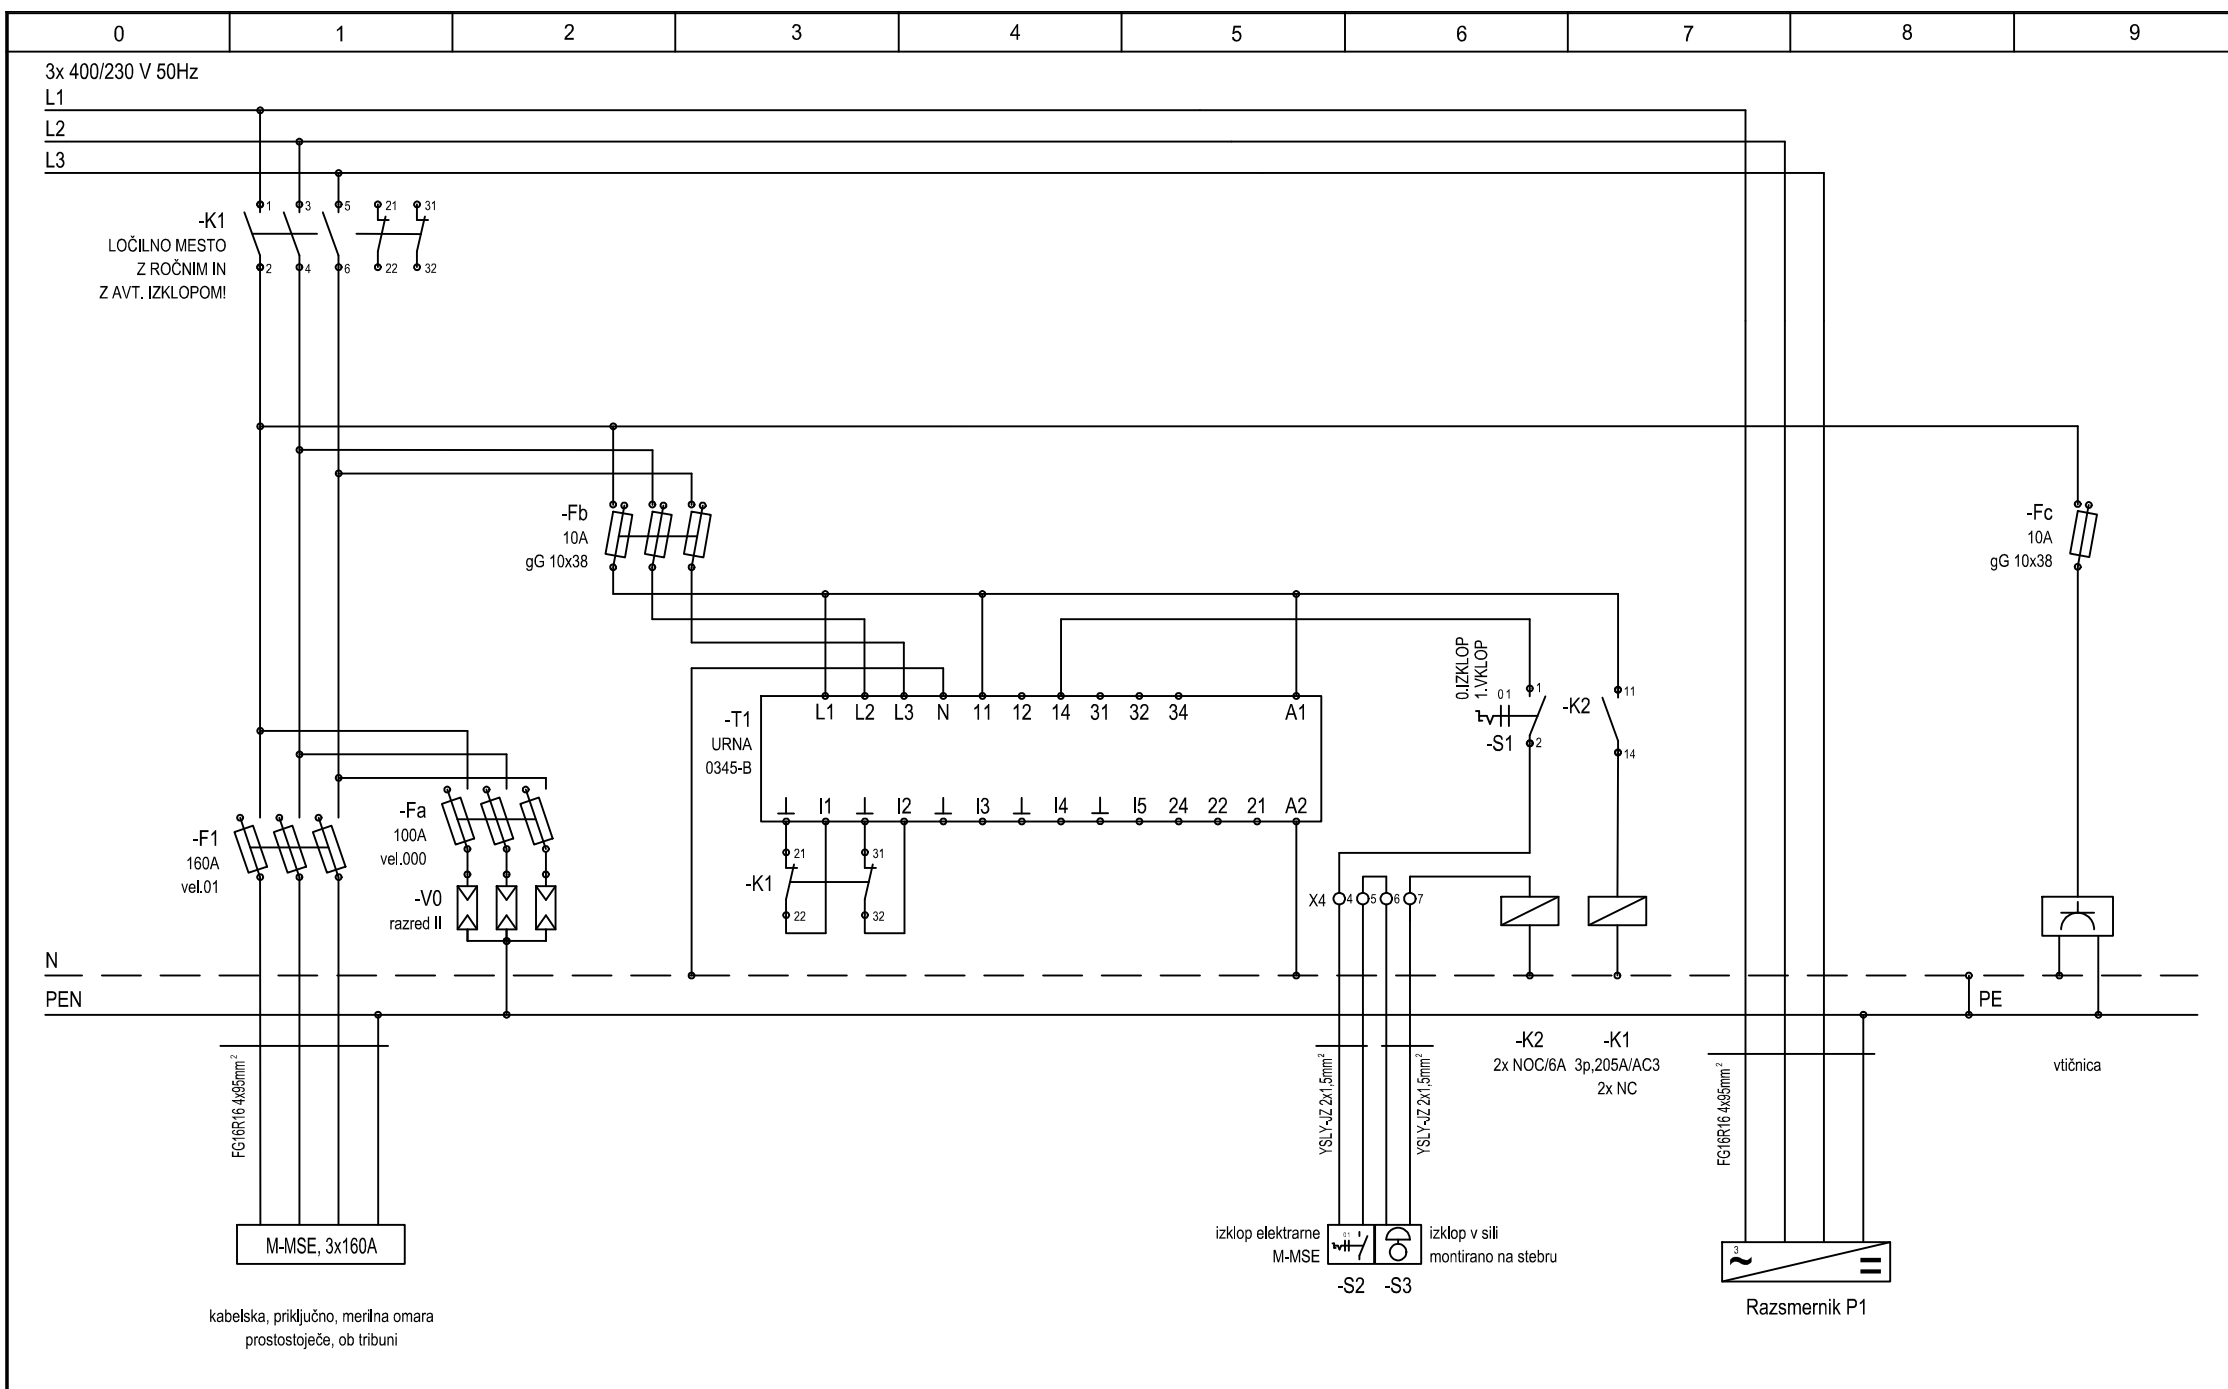 0 1 2 3 4 5 6 7 8 9
3x 400/230 V 50Hz
L1
L2
L3
-K1
LOČILNO MESTO
Z ROČNIM IN
Z AVT. IZKLOPOM!
1 3 5 21 31
2 4 6 22 32
-Fb
10A
gG 10x38
-Fc
10A
gG 10x38
0.IZKLOP
1.VKLOP
0 1
-S1
1
2
-K2
11
14
-T1
URNA
0345-B
L1 L2 L3 N 11 12 14 31 32 34 A1
⊥ I1 ⊥ I2 ⊥ I3 ⊥ I4 ⊥ I5 24 22 21 A2
-F1
160A
vel.01
-Fa
100A
vel.000
-V0
razred II
-K1
21 31
22 32
X4 4 5 6 7
N
PEN
PE
FG16R16 4x95mm²
YSLY-JZ 2x1,5mm²
YSLY-JZ 2x1,5mm²
-K2
2x NOC/6A
-K1
3p,205A/AC3
2x NC
FG16R16 4x95mm²
vtičnica
M-MSE, 3x160A
kabelska, priključno, merilna omara
prostostoječe, ob tribuni
izklop elektrarne
M-MSE
0 1
-S2
-S3
izklop v sili
montirano na stebru
3
~
=
Razsmernik P1